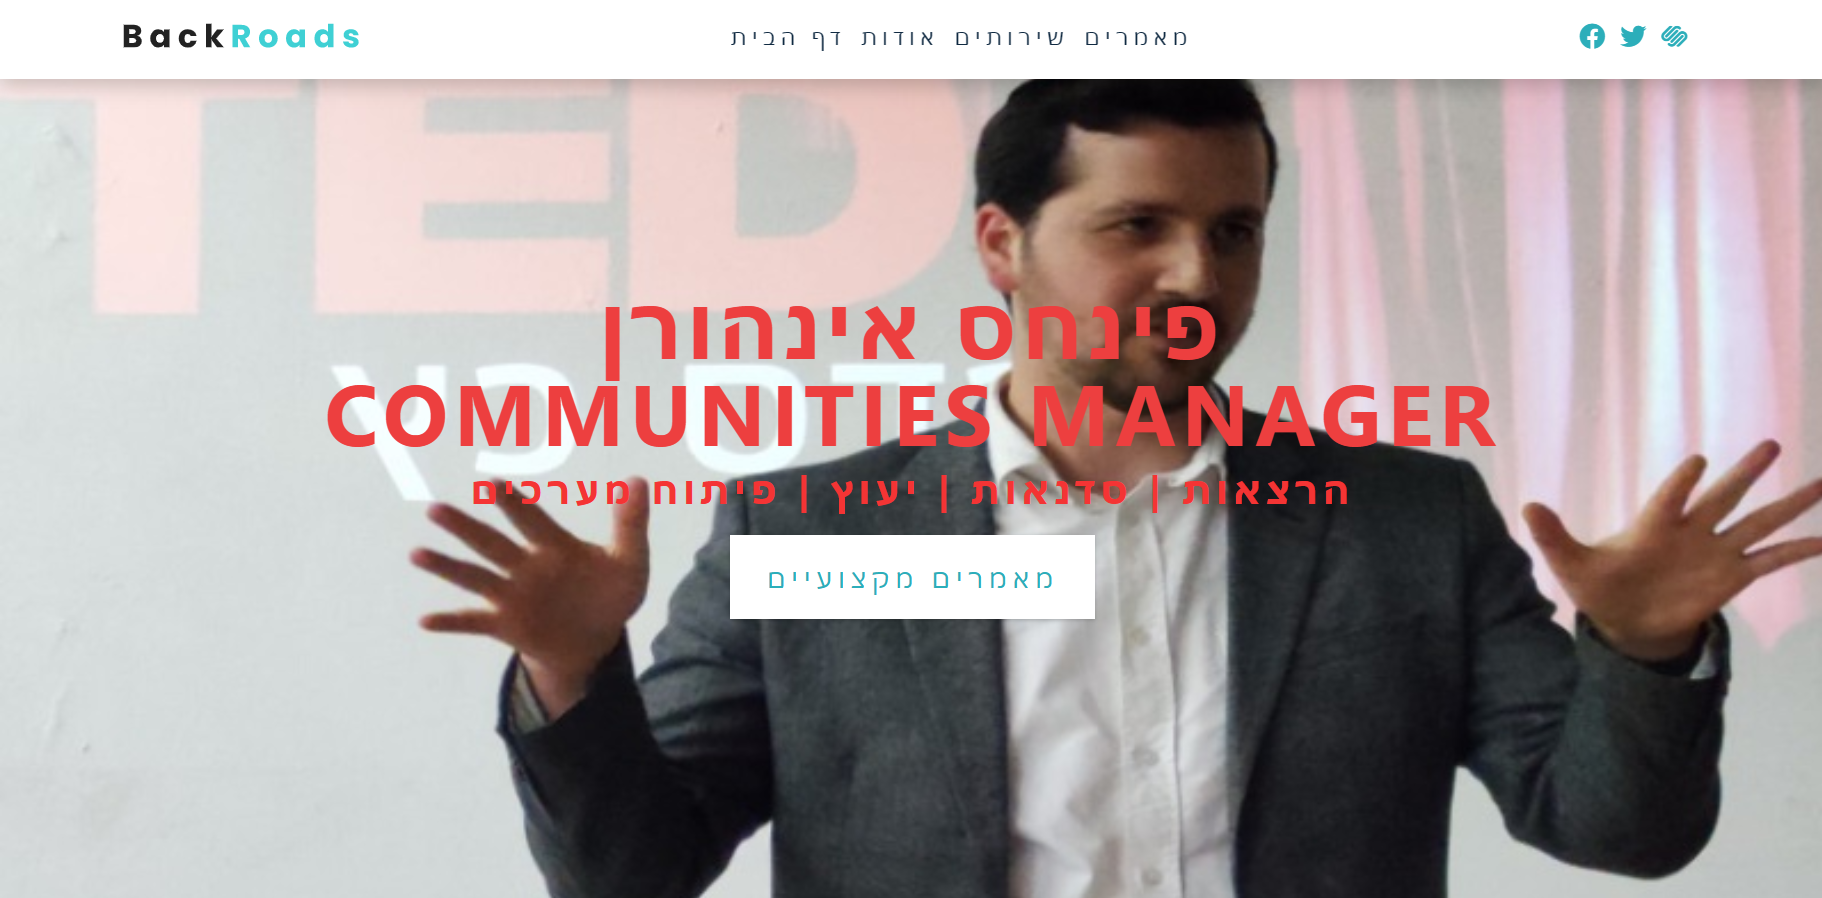 BackRoads
דף הבית אודות שירותים מאמרים
TED
פינחס אינהורן
COMMUNITIES MANAGER
הרצאות | סדנאות | יעוץ | פיתוח מערכים
מאמרים מקצועיים